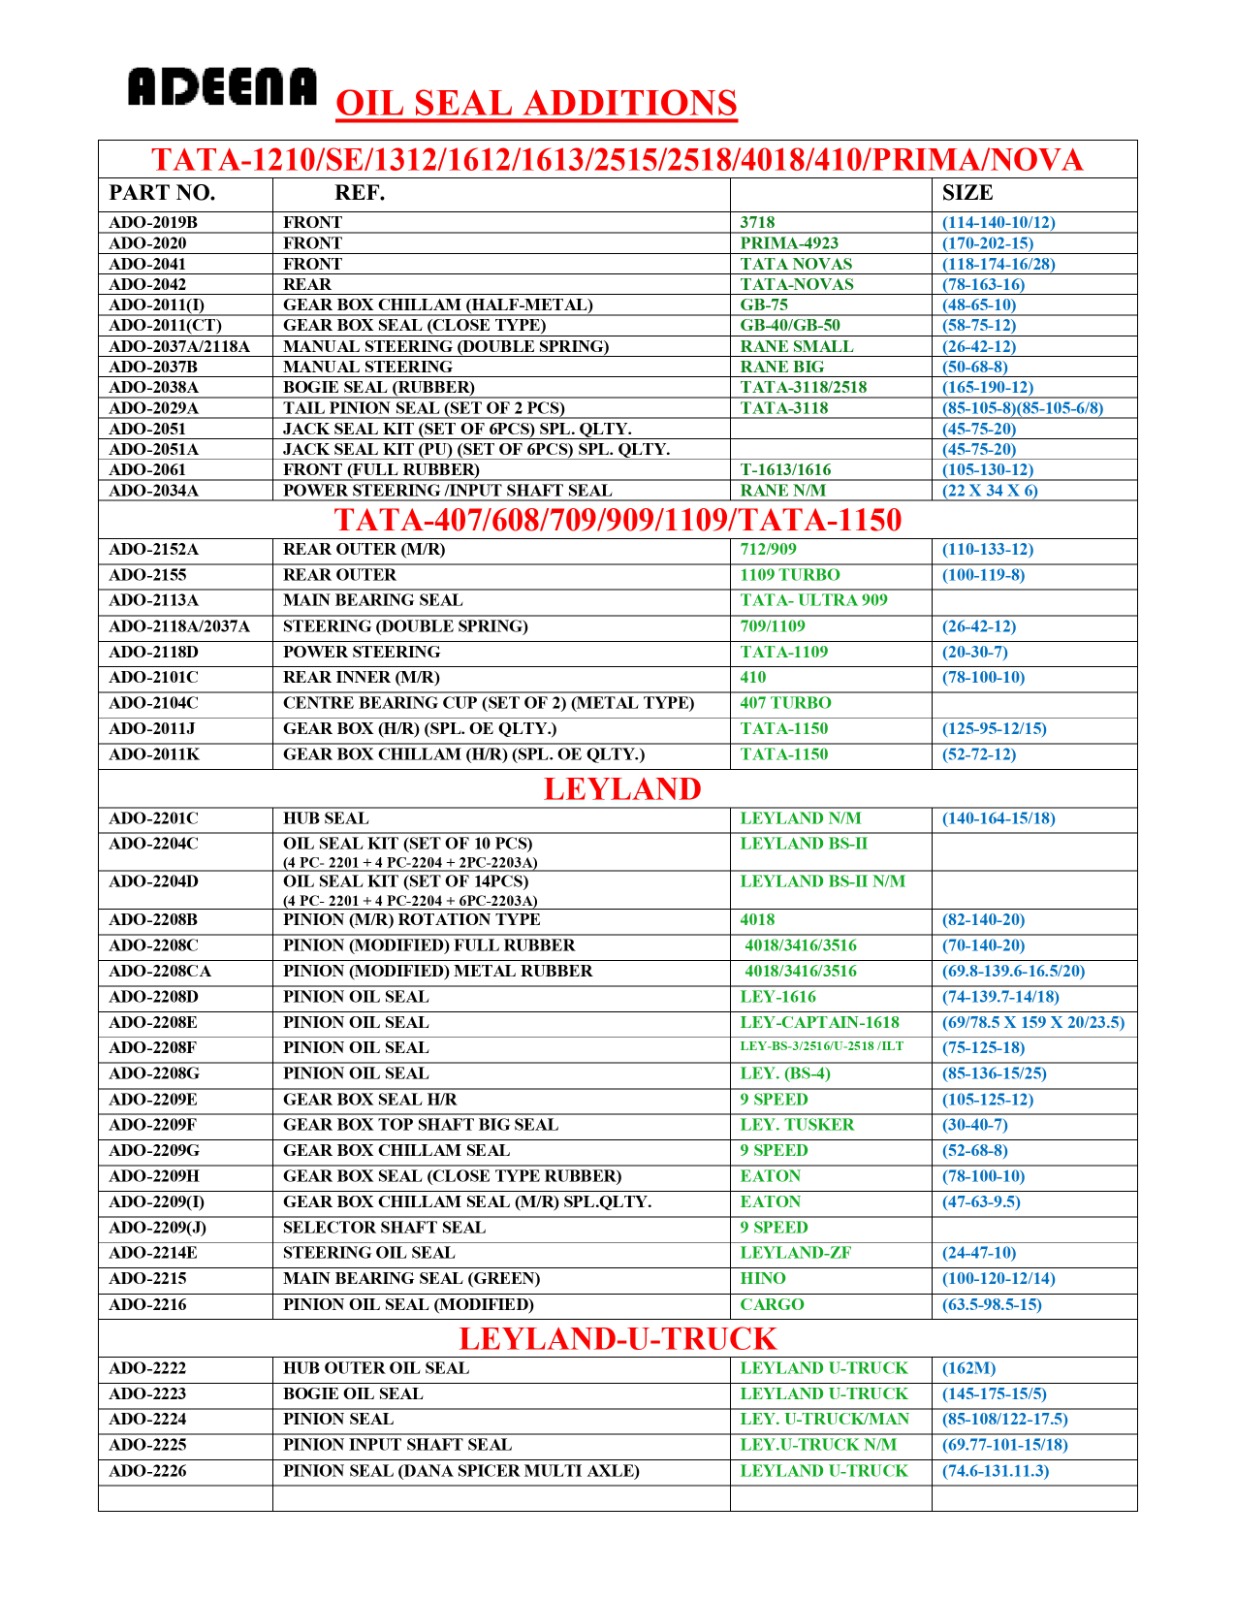 ADEENA OIL SEAL ADDITIONS
TATA-1210/SE/1312/1612/1613/2515/2518/4018/410/PRIMA/NOVA
PART NO. REF. SIZE
ADO-2019B FRONT 3718 (114-140-10/12)
ADO-2020 FRONT PRIMA-4923 (170-202-15)
ADO-2041 FRONT TATA NOVAS (118-174-16/28)
ADO-2042 REAR TATA-NOVAS (78-163-16)
ADO-2011(I) GEAR BOX CHILLAM (HALF-METAL) GB-75 (48-65-10)
ADO-2011(CT) GEAR BOX SEAL (CLOSE TYPE) GB-40/GB-50 (58-75-12)
ADO-2037A/2118A MANUAL STEERING (DOUBLE SPRING) RANE SMALL (26-42-12)
ADO-2037B MANUAL STEERING RANE BIG (50-68-8)
ADO-2038A BOGIE SEAL (RUBBER) TATA-3118/2518 (165-190-12)
ADO-2029A TAIL PINION SEAL (SET OF 2 PCS) TATA-3118 (85-105-8)(85-105-6/8)
ADO-2051 JACK SEAL KIT (SET OF 6PCS) SPL. QLTY. (45-75-20)
ADO-2051A JACK SEAL KIT (PU) (SET OF 6PCS) SPL. QLTY. (45-75-20)
ADO-2061 FRONT (FULL RUBBER) T-1613/1616 (105-130-12)
ADO-2034A POWER STEERING /INPUT SHAFT SEAL RANE N/M (22 X 34 X 6)
TATA-407/608/709/909/1109/TATA-1150
ADO-2152A REAR OUTER (M/R) 712/909 (110-133-12)
ADO-2155 REAR OUTER 1109 TURBO (100-119-8)
ADO-2113A MAIN BEARING SEAL TATA- ULTRA 909
ADO-2118A/2037A STEERING (DOUBLE SPRING) 709/1109 (26-42-12)
ADO-2118D POWER STEERING TATA-1109 (20-30-7)
ADO-2101C REAR INNER (M/R) 410 (78-100-10)
ADO-2104C CENTRE BEARING CUP (SET OF 2) (METAL TYPE) 407 TURBO
ADO-2011J GEAR BOX (H/R) (SPL. OE QLTY.) TATA-1150 (125-95-12/15)
ADO-2011K GEAR BOX CHILLAM (H/R) (SPL. OE QLTY.) TATA-1150 (52-72-12)
LEYLAND
ADO-2201C HUB SEAL LEYLAND N/M (140-164-15/18)
ADO-2204C OIL SEAL KIT (SET OF 10 PCS) LEYLAND BS-II
(4 PC- 2201 + 4 PC-2204 + 2PC-2203A)
ADO-2204D OIL SEAL KIT (SET OF 14PCS) LEYLAND BS-II N/M
(4 PC- 2201 + 4 PC-2204 + 6PC-2203A)
ADO-2208B PINION (M/R) ROTATION TYPE 4018 (82-140-20)
ADO-2208C PINION (MODIFIED) FULL RUBBER 4018/3416/3516 (70-140-20)
ADO-2208CA PINION (MODIFIED) METAL RUBBER 4018/3416/3516 (69.8-139.6-16.5/20)
ADO-2208D PINION OIL SEAL LEY-1616 (74-139.7-14/18)
ADO-2208E PINION OIL SEAL LEY-CAPTAIN-1618 (69/78.5 X 159 X 20/23.5)
ADO-2208F PINION OIL SEAL LEY-BS-3/2516/U-2518 /ILT (75-125-18)
ADO-2208G PINION OIL SEAL LEY. (BS-4) (85-136-15/25)
ADO-2209E GEAR BOX SEAL H/R 9 SPEED (105-125-12)
ADO-2209F GEAR BOX TOP SHAFT BIG SEAL LEY. TUSKER (30-40-7)
ADO-2209G GEAR BOX CHILLAM SEAL 9 SPEED (52-68-8)
ADO-2209H GEAR BOX SEAL (CLOSE TYPE RUBBER) EATON (78-100-10)
ADO-2209(I) GEAR BOX CHILLAM SEAL (M/R) SPL.QLTY. EATON (47-63-9.5)
ADO-2209(J) SELECTOR SHAFT SEAL 9 SPEED
ADO-2214E STEERING OIL SEAL LEYLAND-ZF (24-47-10)
ADO-2215 MAIN BEARING SEAL (GREEN) HINO (100-120-12/14)
ADO-2216 PINION OIL SEAL (MODIFIED) CARGO (63.5-98.5-15)
LEYLAND-U-TRUCK
ADO-2222 HUB OUTER OIL SEAL LEYLAND U-TRUCK (162M)
ADO-2223 BOGIE OIL SEAL LEYLAND U-TRUCK (145-175-15/5)
ADO-2224 PINION SEAL LEY. U-TRUCK/MAN (85-108/122-17.5)
ADO-2225 PINION INPUT SHAFT SEAL LEY.U-TRUCK N/M (69.77-101-15/18)
ADO-2226 PINION SEAL (DANA SPICER MULTI AXLE) LEYLAND U-TRUCK (74.6-131.11.3)